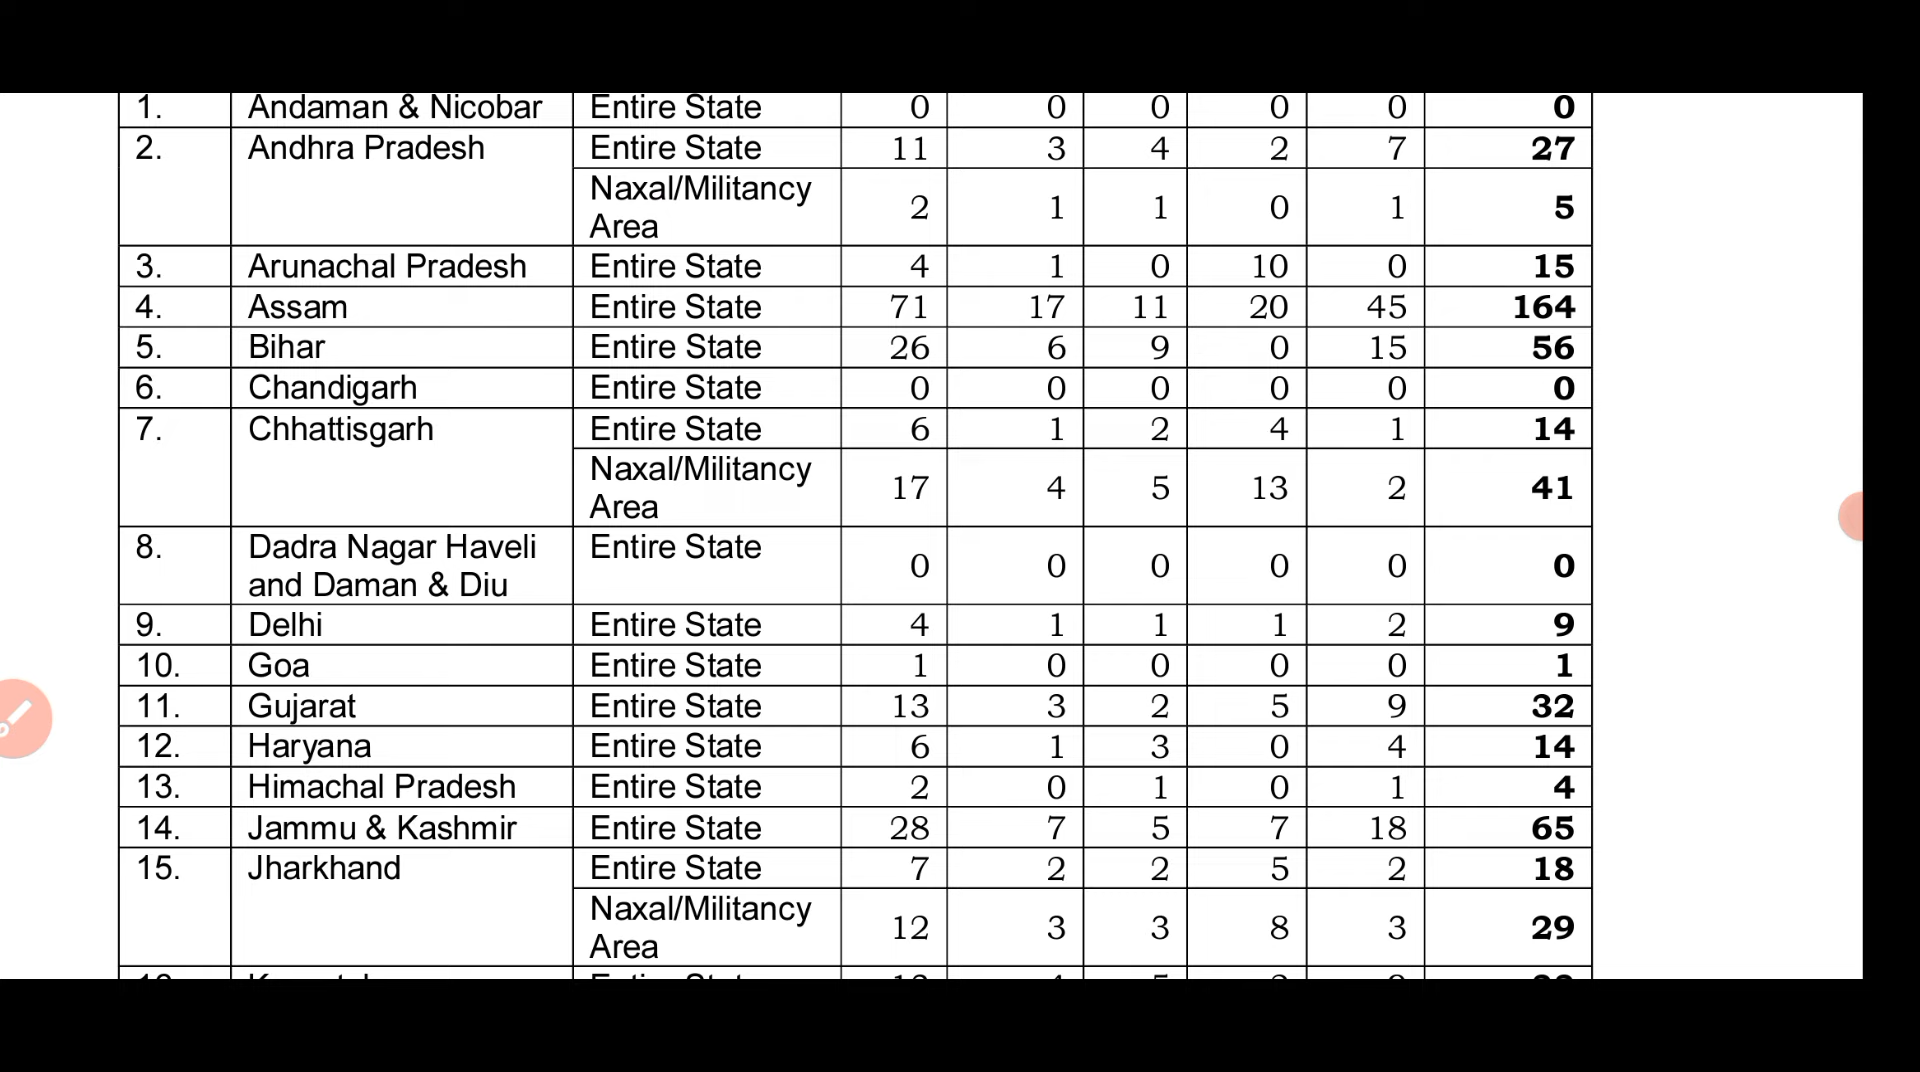 1. Andaman & Nicobar Entire State 0 0 0 0 0 0
2. Andhra Pradesh Entire State 11 3 4 2 7 27
Naxal/Militancy
Area 2 1 1 0 1 5
3. Arunachal Pradesh Entire State 4 1 0 10 0 15
4. Assam Entire State 71 17 11 20 45 164
5. Bihar Entire State 26 6 9 0 15 56
6. Chandigarh Entire State 0 0 0 0 0 0
7. Chhattisgarh Entire State 6 1 2 4 1 14
Naxal/Militancy
Area 17 4 5 13 2 41
8. Dadra Nagar Haveli Entire State
and Daman & Diu 0 0 0 0 0 0
9. Delhi Entire State 4 1 1 1 2 9
10. Goa Entire State 1 0 0 0 0 1
11. Gujarat Entire State 13 3 2 5 9 32
12. Haryana Entire State 6 1 3 0 4 14
13. Himachal Pradesh Entire State 2 0 1 0 1 4
14. Jammu & Kashmir Entire State 28 7 5 7 18 65
15. Jharkhand Entire State 7 2 2 5 2 18
Naxal/Militancy
Area 12 3 3 8 3 29